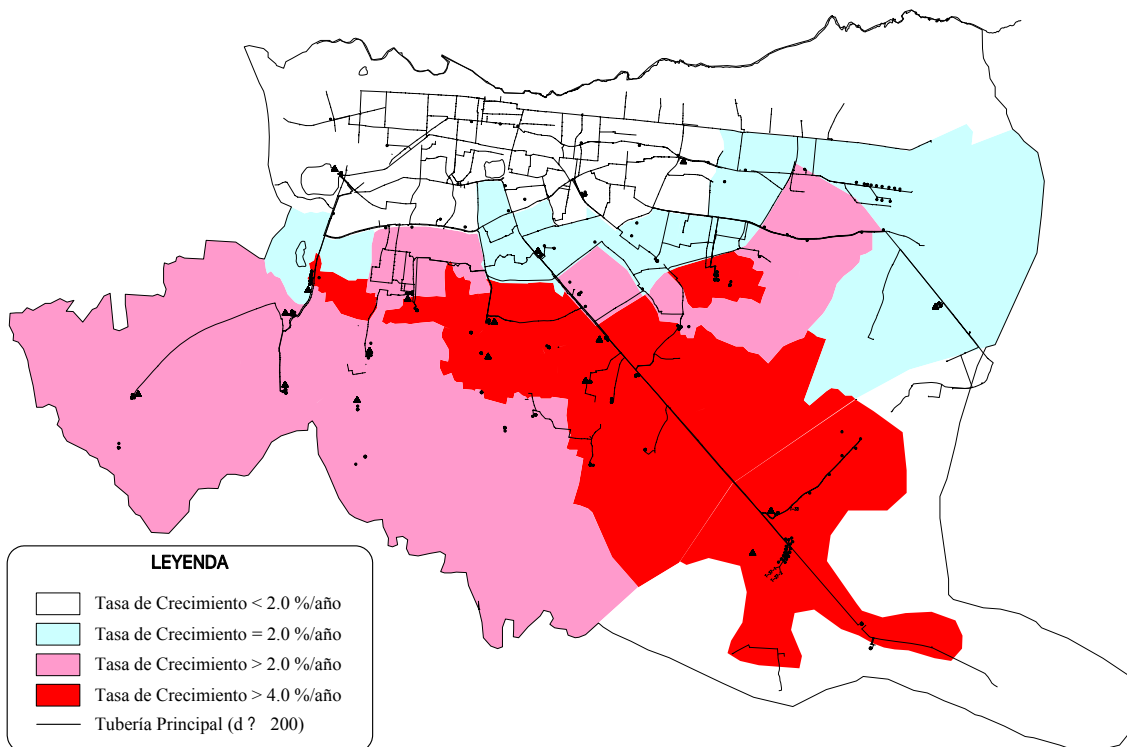 LEYENDA
Tasa de Crecimiento < 2.0 %/año
Tasa de Crecimiento = 2.0 %/año
Tasa de Crecimiento > 2.0 %/año
Tasa de Crecimiento > 4.0 %/año
Tubería Principal (d ? 200)